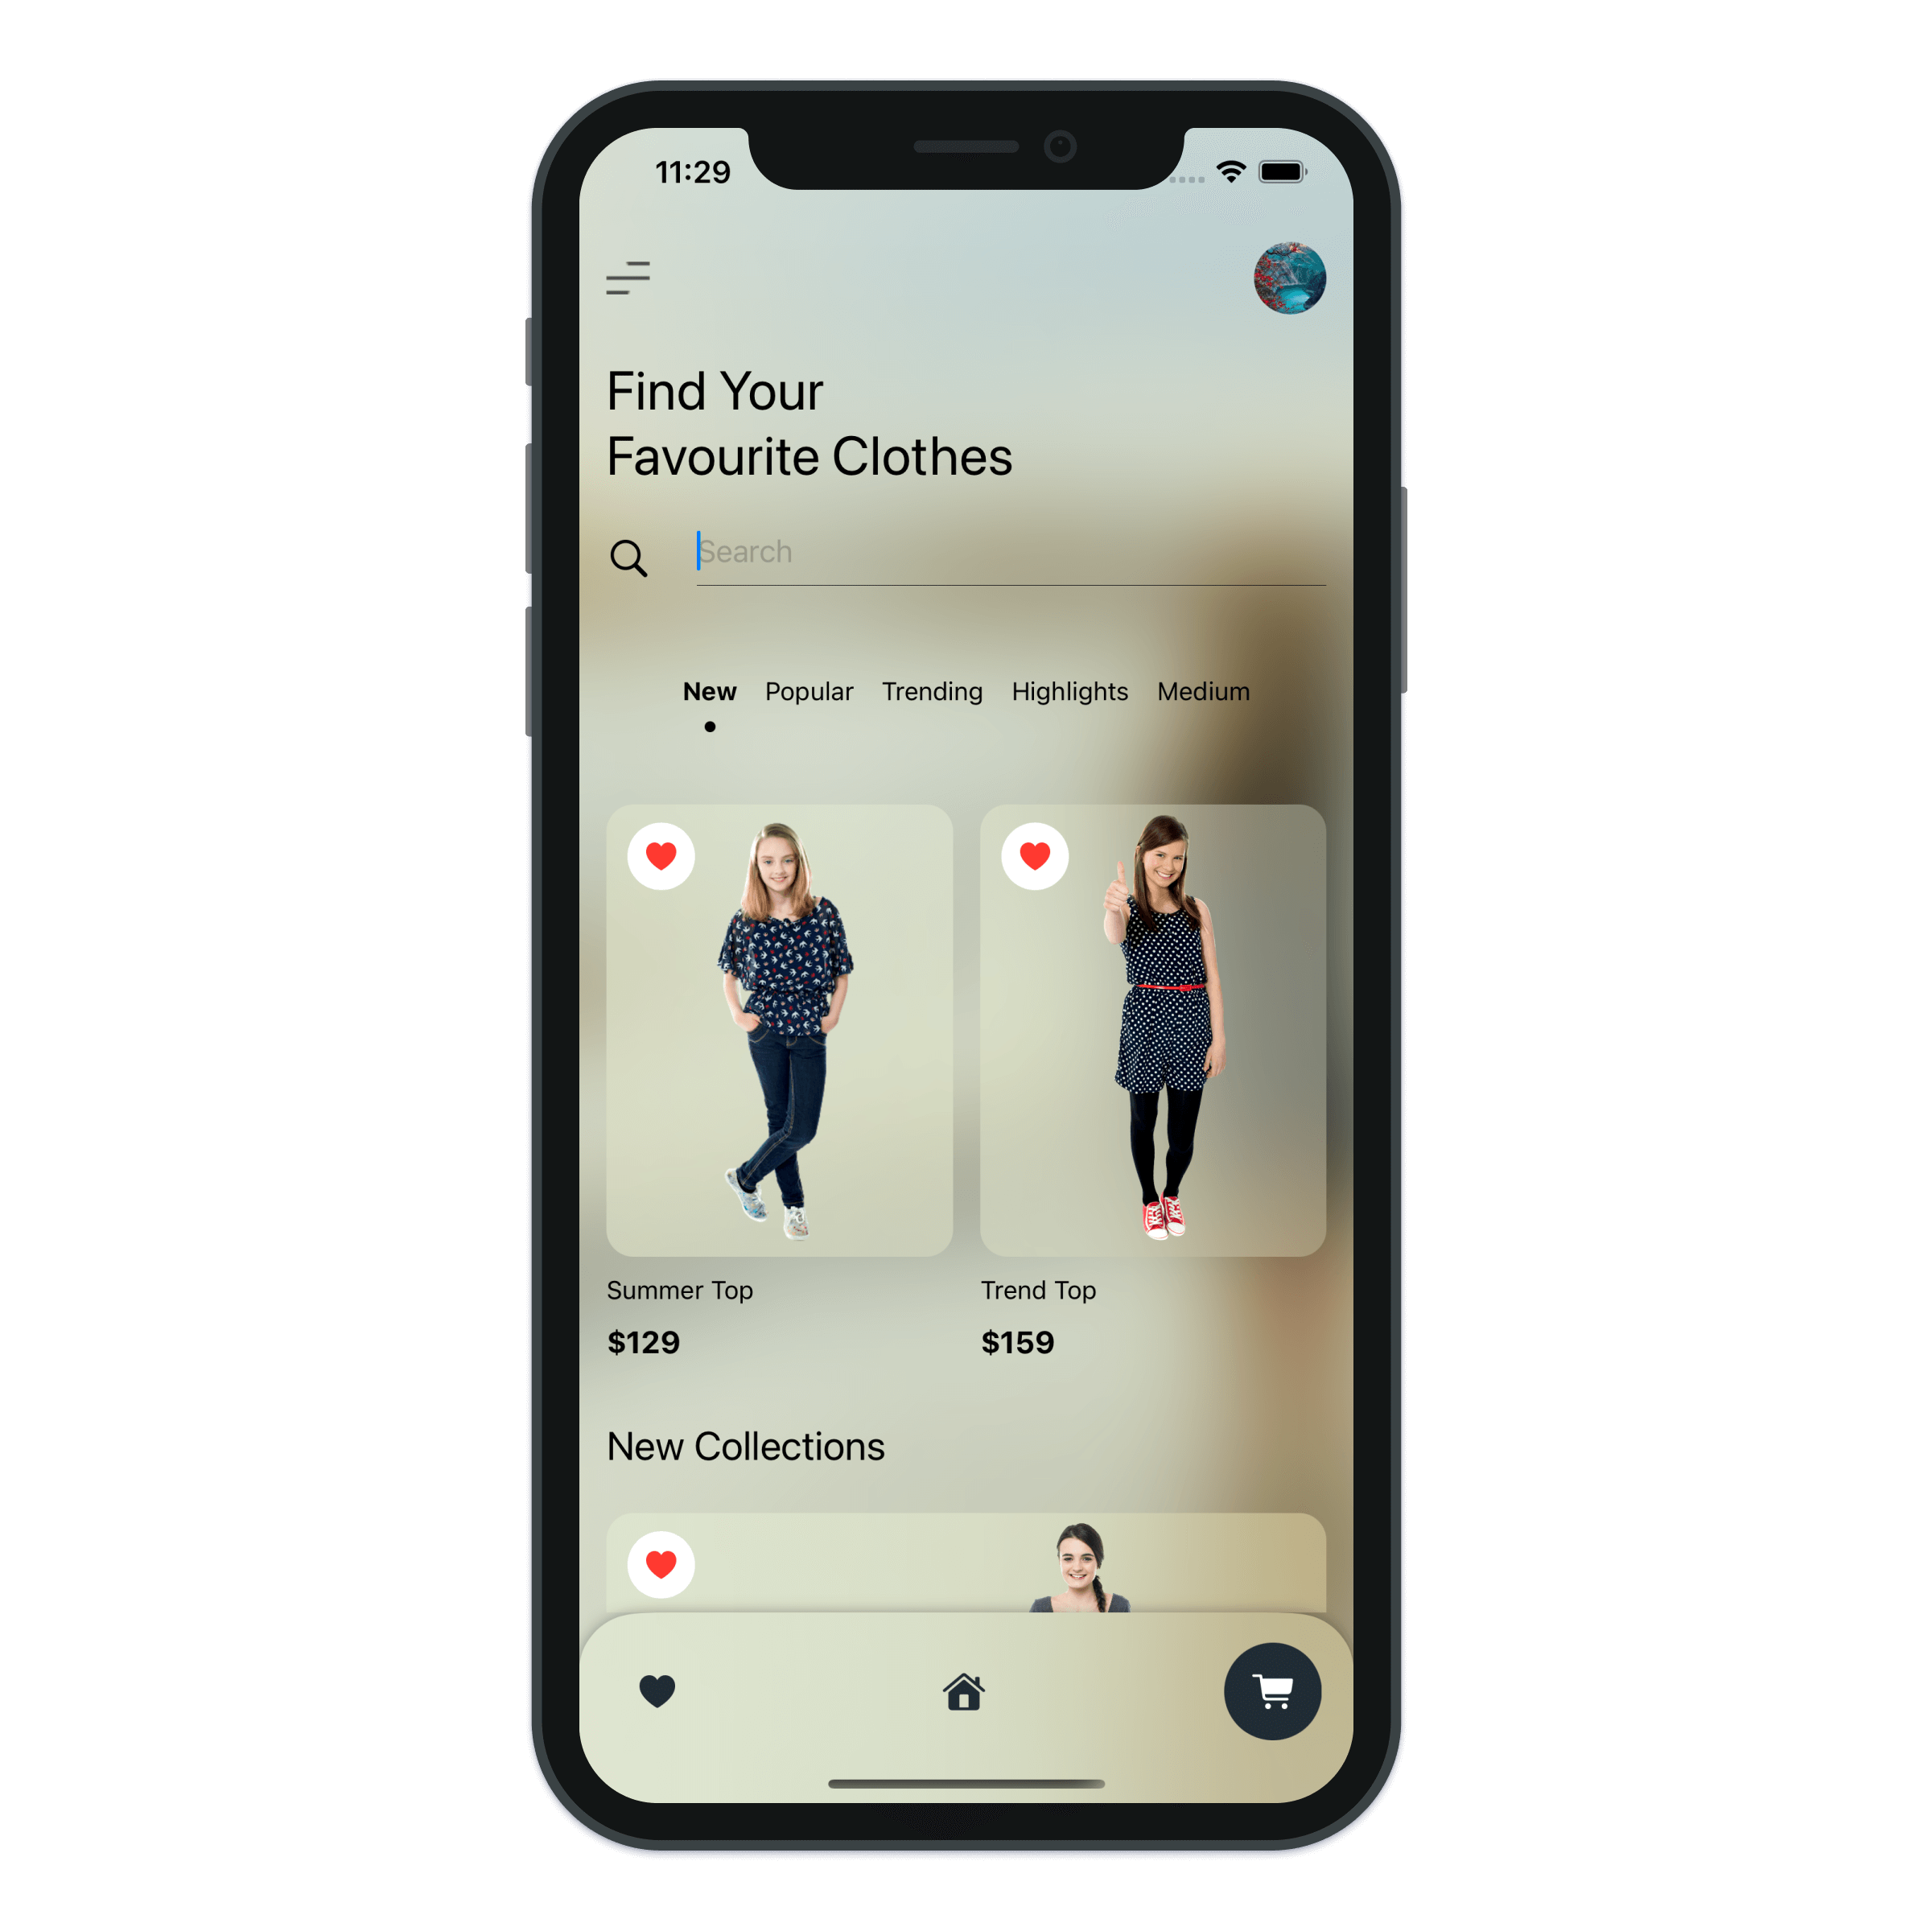 11:29
Find Your
Favourite Clothes
Search
New Popular Trending Highlights Medium
Summer Top Trend Top
$129 $159
New Collections